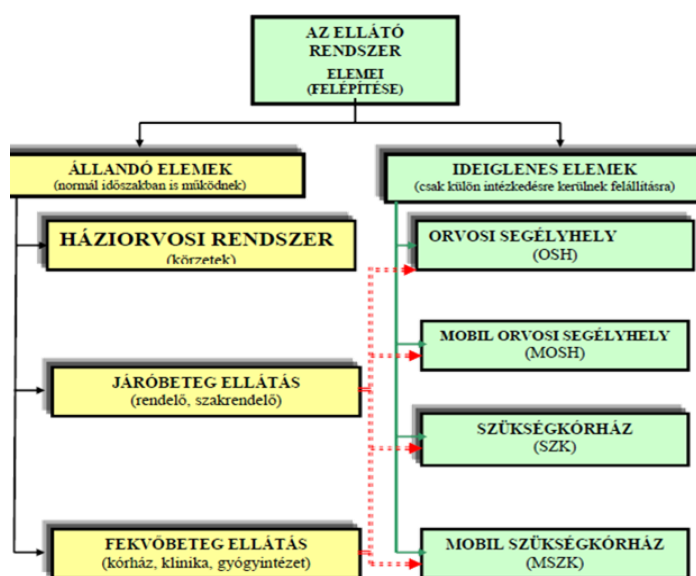 AZ ELLÁTÓ
RENDSZER
ELEMEI
(FELÉPÍTÉSE)
ÁLLANDÓ ELEMEK
(normál időszakban is működnek)
IDEIGLENES ELEMEK
(csak külön intézkedésre kerülnek felállításra)
HÁZIORVOSI RENDSZER
(körzetek)
ORVOSI SEGÉLYHELY
(OSH)
MOBIL ORVOSI SEGÉLYHELY
(MOSH)
JÁRÓBETEG ELLÁTÁS
(rendelő, szakrendelő)
SZÜKSÉGKÓRHÁZ
(SZK)
FEKVŐBETEG ELLÁTÁS
(kórház, klinika, gyógyintézet)
MOBIL SZÜKSÉGKÓRHÁZ
(MSZK)